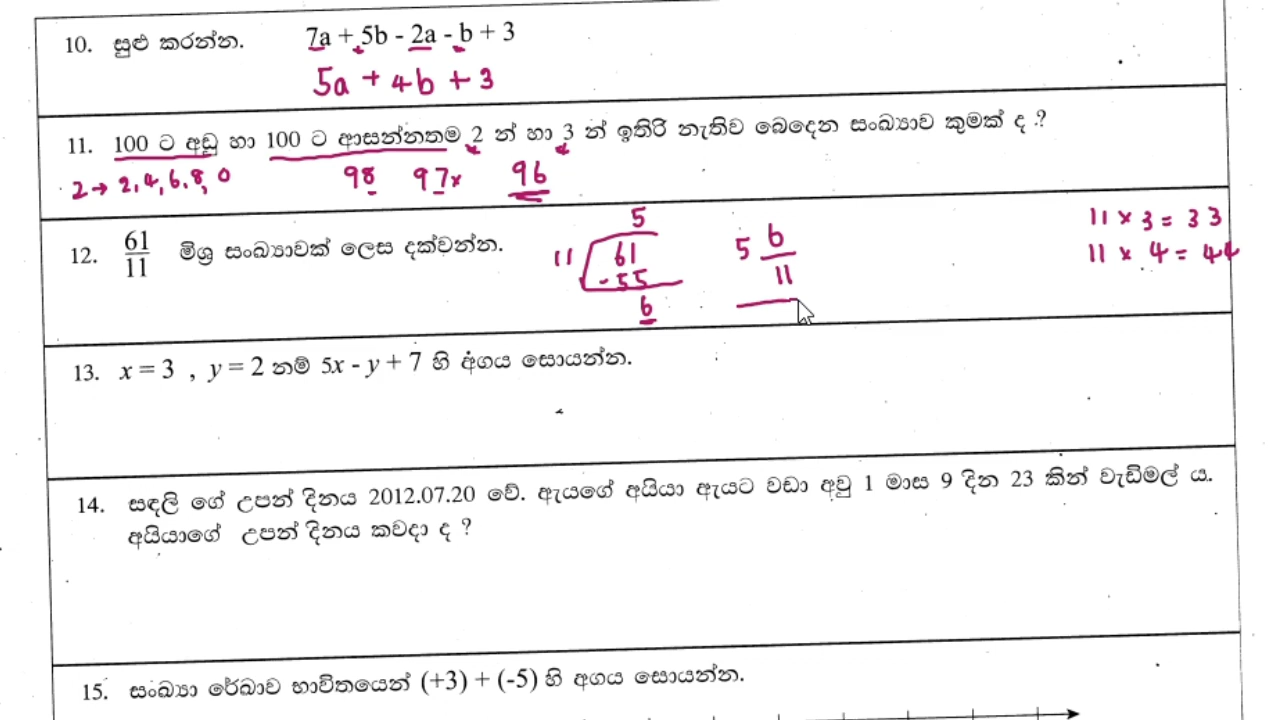 10. සුළු කරන්න. 7a + 5b - 2a - b + 3
5a + 4b + 3
11. 100 ට අඩු හා 100 ට ආසන්නතම 2 න් හා 3 න් ඉතිරි නැතිව බෙදෙන සංඛ්‍යාව කුමක් ද ?
2 → 2, 4, 6, 8, 0 98 97 × 96
12. 61/11 මිශ්‍ර සංඛ්‍යාවක් ලෙස දක්වන්න.
5
11 61
-55
6
5 6/11
11 × 3 = 33
11 × 4 = 44
13. x = 3 , y = 2 නම් 5x - y + 7 හි අංගය සොයන්න.
14. සඳලි ගේ උපන් දිනය 2012.07.20 වේ. ඇයගේ අයියා ඇයට වඩා අවු 1 මාස 9 දින 23 කින් වැඩිමල් ය.
අයියාගේ උපන් දිනය කවදා ද ?
15. සංඛ්‍යා රේඛාව භාවිතයෙන් (+3) + (-5) හි අගය සොයන්න.